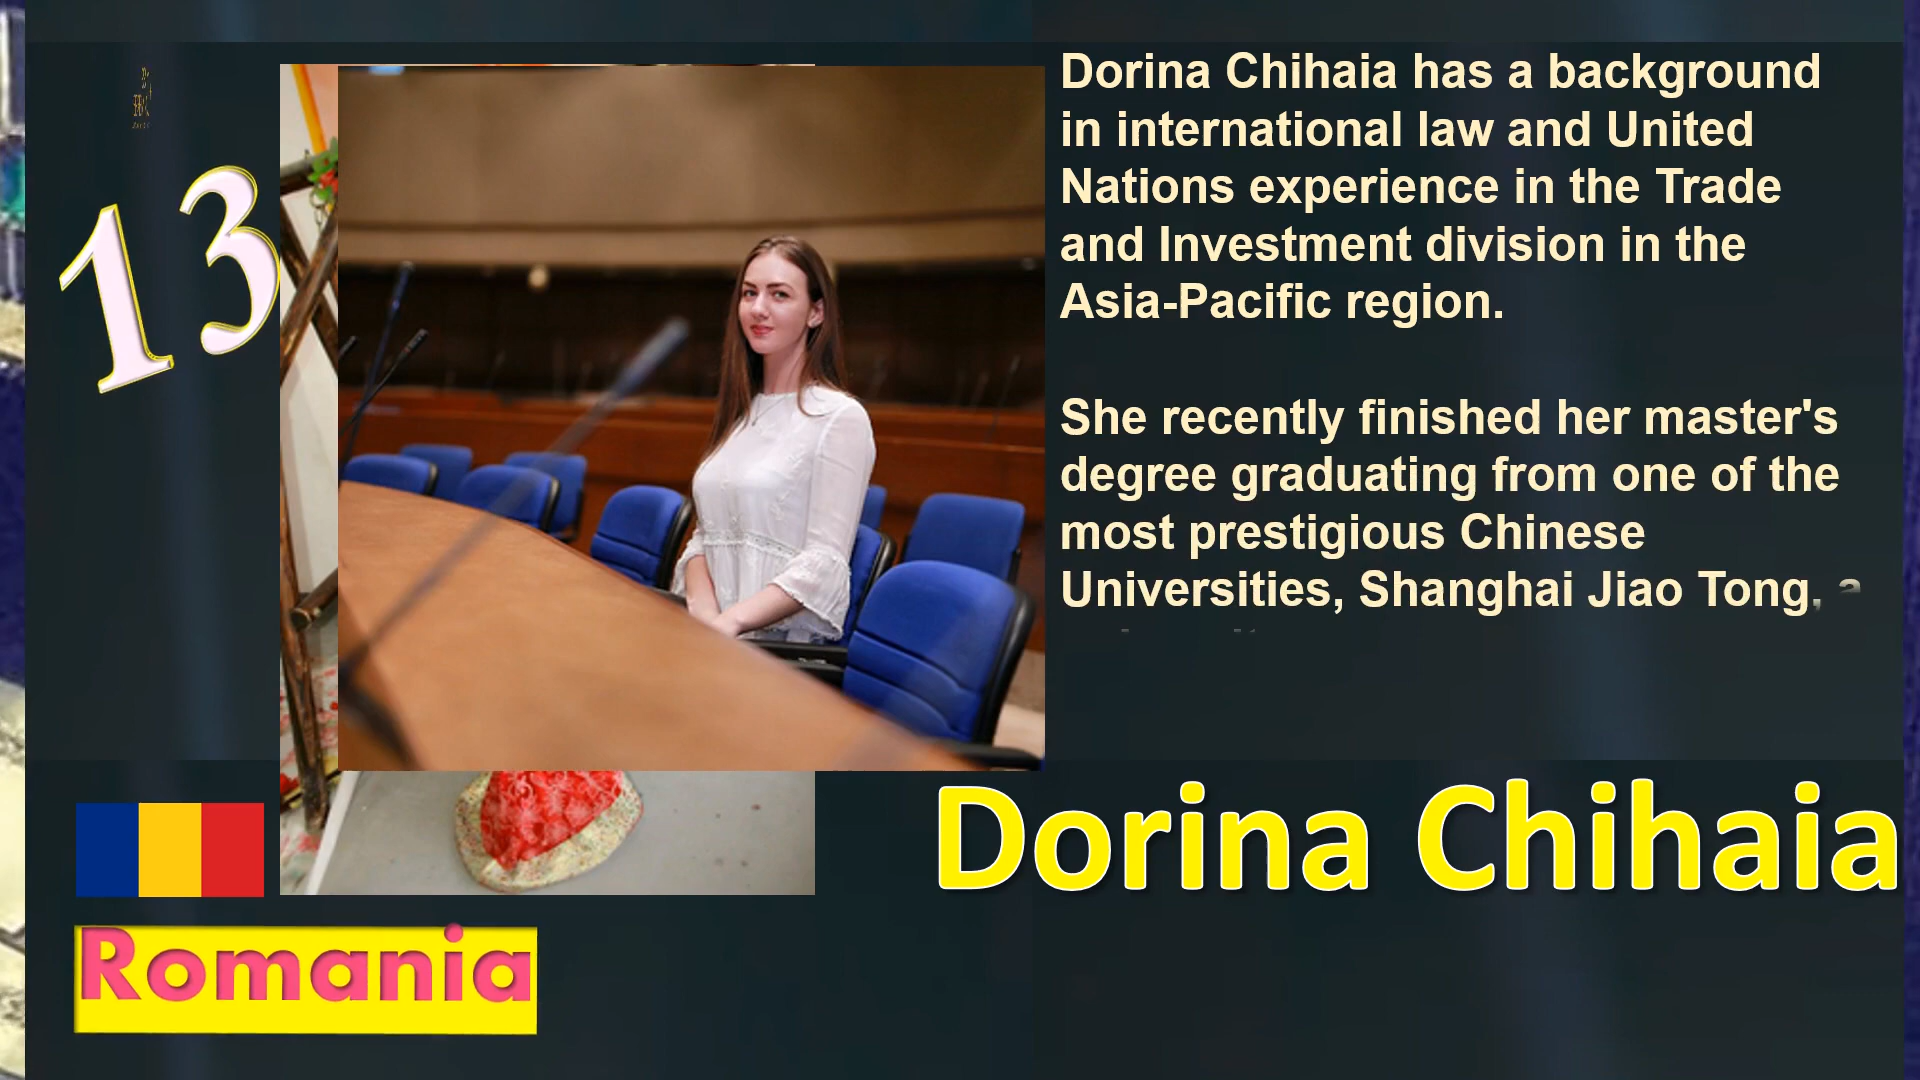 13
Dorina Chihaia has a background
in international law and United
Nations experience in the Trade
and Investment division in the
Asia-Pacific region.
She recently finished her master's
degree graduating from one of the
most prestigious Chinese
Universities, Shanghai Jiao Tong,
Dorina Chihaia
Romania